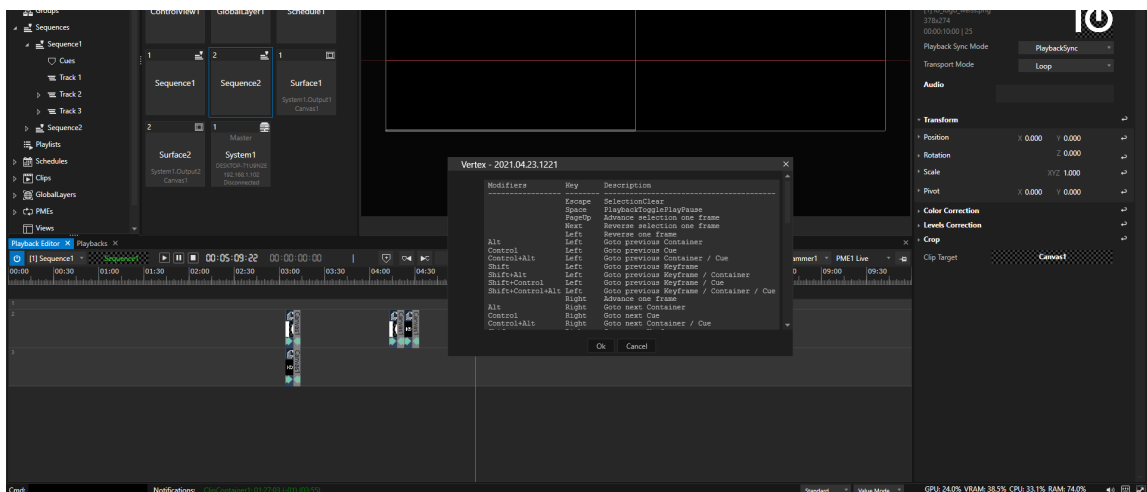 Groups
ControlView1
GlobalLayer1
Schedule1
Sequences
Sequence1
Cues
Track 1
Track 2
Track 3
Sequence2
Playlists
Schedules
Clips
GlobalLayers
PMEs
Views
1
Sequence1
2
Sequence2
1
Surface1
System1.Output1
Canvas1
2
Surface2
System1.Output2
Canvas1
1
Master
System1
192.168.1.102
Disconnected
378x274
00:00:10:00 | 25
Playback Sync Mode PlaybackSync
Transport Mode Loop
Audio
Transform
Position X 0.000 Y 0.000
Rotation Z 0.000
Scale XYZ 1.000
Pivot X 0.000 Y 0.000
Color Correction
Levels Correction
Crop
Clip Target Canvas1
Vertex - 2021.04.23.1221
Modifiers Key Description
Escape SelectionClear
Space PlaybackTogglePlayPause
PageUp Advance selection one frame
Next Reverse selection one frame
Left Reverse one frame
Alt Left Goto previous Container
Control Left Goto previous Cue
Control+Alt Left Goto previous Container / Cue
Shift Left Goto previous Keyframe
Shift+Alt Left Goto previous Keyframe / Container
Shift+Control Left Goto previous Keyframe / Cue
Shift+Control+Alt Left Goto previous Keyframe / Container / Cue
Right Advance one frame
Alt Right Goto next Container
Control Right Goto next Cue
Control+Alt Right Goto next Container / Cue
Ok Cancel
Playback Editor Playbacks
[1] Sequence1 Sequence1 00:05:09:22 00:00:00:00
PME1 Live
00:00 00:30 01:00 01:30 02:00 02:30 03:00 03:30 04:00 04:30 09:00 09:30
1
2
3
Cmd: Notifications: Standard Value Mode GPU: 24.0% VRAM: 38.5% CPU: 33.1% RAM: 74.0%